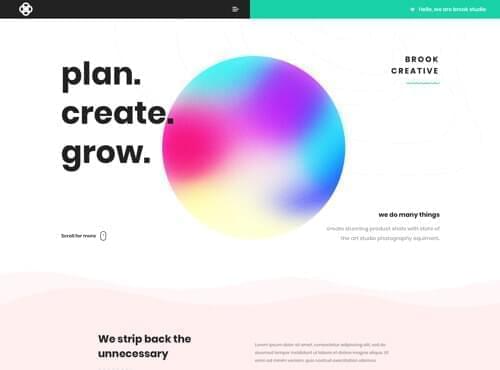 Hello, we are brook studio
plan.
create.
grow.
BROOK
CREATIVE
we do many things
create stunning product shots with state of
the art studio photography equiment.
Scroll for more
We strip back the
unnecessary
Lorem ipsum dolor sit amet, consectetur adipisicing elit, sed do
eiusmod tempor incididunt ut labore et dolore magna aliqua. Ut
enim ad minim veniam, quis nostrud exercitation ullamco